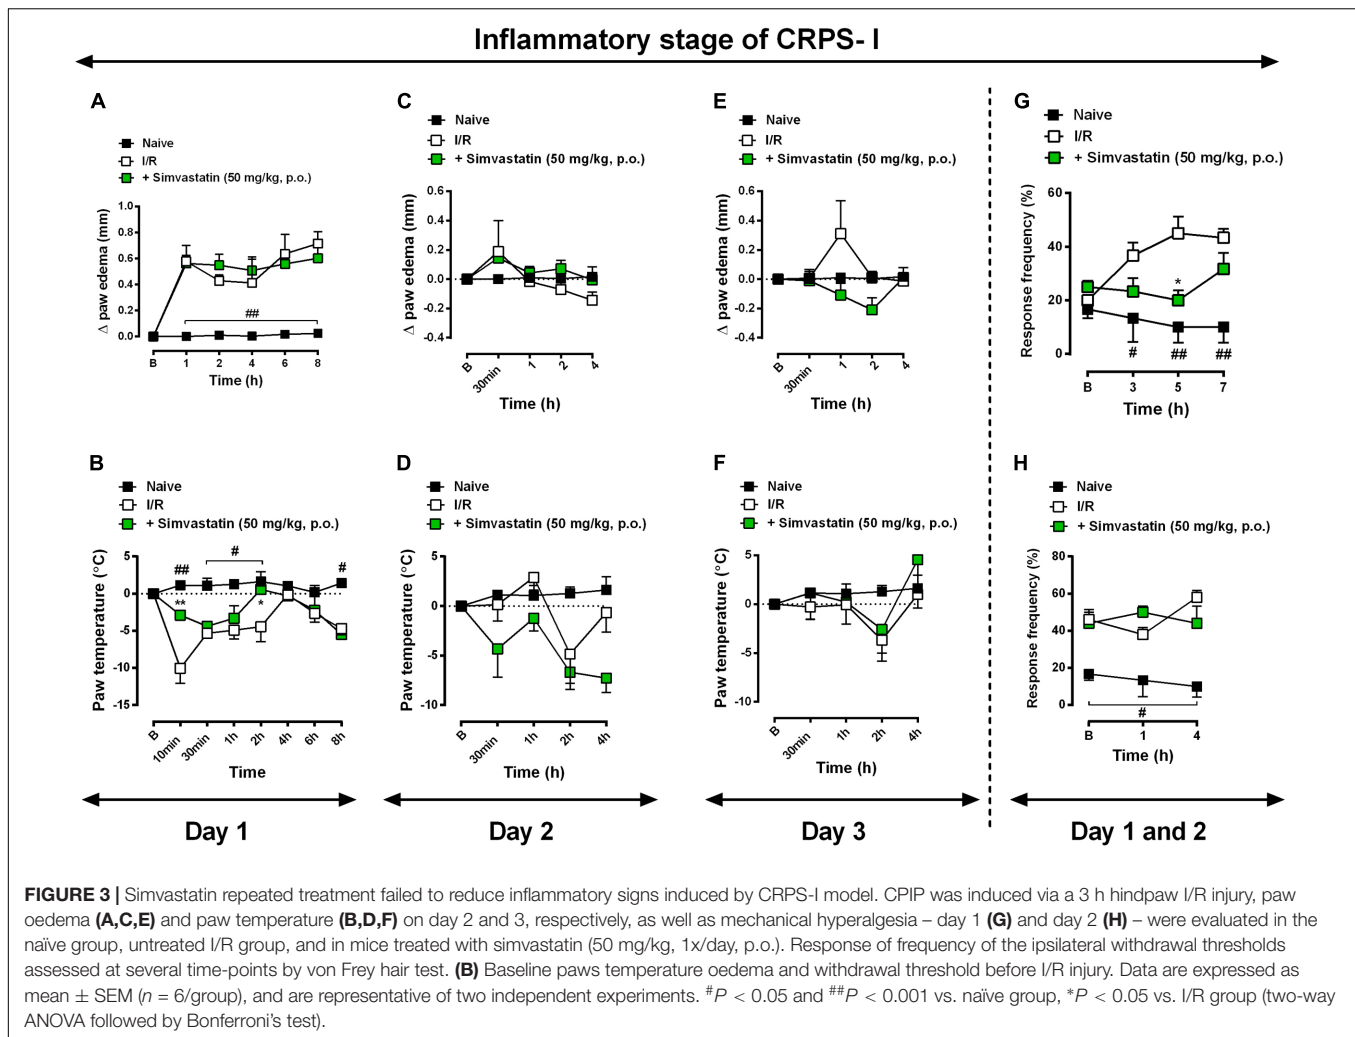 Inflammatory stage of CRPS- I
A
Naive
I/R
+ Simvastatin (50 mg/kg, p.o.)
Δ paw edema (mm)
1.0
0.8
0.6
0.4
0.2
0.0
##
B 1 2 4 6 8
Time (h)
C
Naive
I/R
+ Simvastatin (50 mg/kg, p.o.)
Δ paw edema (mm)
0.6
0.4
0.2
0.0
-0.2
-0.4
B 30min 1 2 4
Time (h)
E
Naive
I/R
+ Simvastatin (50 mg/kg, p.o.)
Δ paw edema (mm)
0.6
0.4
0.2
0.0
-0.2
-0.4
B 30min 1 2 4
Time (h)
G
Naive
I/R
+ Simvastatin (50 mg/kg, p.o.)
Response frequency (%)
60
40
20
0
*
# ## ##
B 3 5 7
Time (h)
B
Naive
I/R
+ Simvastatin (50 mg/kg, p.o.)
Paw temperature (°C)
5
0
-5
-10
-15
## # #
** *
B 10min 30min 1h 2h 4h 6h 8h
Time
D
Naive
I/R
+ Simvastatin (50 mg/kg, p.o.)
Paw temperature (°C)
5
0
-5
-10
B 30min 1h 2h 4h
Time (h)
F
Naive
I/R
+ Simvastatin (50 mg/kg, p.o.)
Paw temperature (°C)
5
0
-5
-10
B 30min 1h 2h 4h
Time (h)
H
Naive
I/R
+ Simvastatin (50 mg/kg, p.o.)
Response frequency (%)
80
60
40
20
0
#
B 1 4
Time (h)
Day 1
Day 2
Day 3
Day 1 and 2
FIGURE 3 | Simvastatin repeated treatment failed to reduce inflammatory signs induced by CRPS-I model. CPIP was induced via a 3 h hindpaw I/R injury, paw
oedema (A,C,E) and paw temperature (B,D,F) on day 2 and 3, respectively, as well as mechanical hyperalgesia – day 1 (G) and day 2 (H) – were evaluated in the
naïve group, untreated I/R group, and in mice treated with simvastatin (50 mg/kg, 1x/day, p.o.). Response of frequency of the ipsilateral withdrawal thresholds
assessed at several time-points by von Frey hair test. (B) Baseline paws temperature oedema and withdrawal threshold before I/R injury. Data are expressed as
mean ± SEM (n = 6/group), and are representative of two independent experiments. #P < 0.05 and ##P < 0.001 vs. naïve group, *P < 0.05 vs. I/R group (two-way
ANOVA followed by Bonferroni's test).